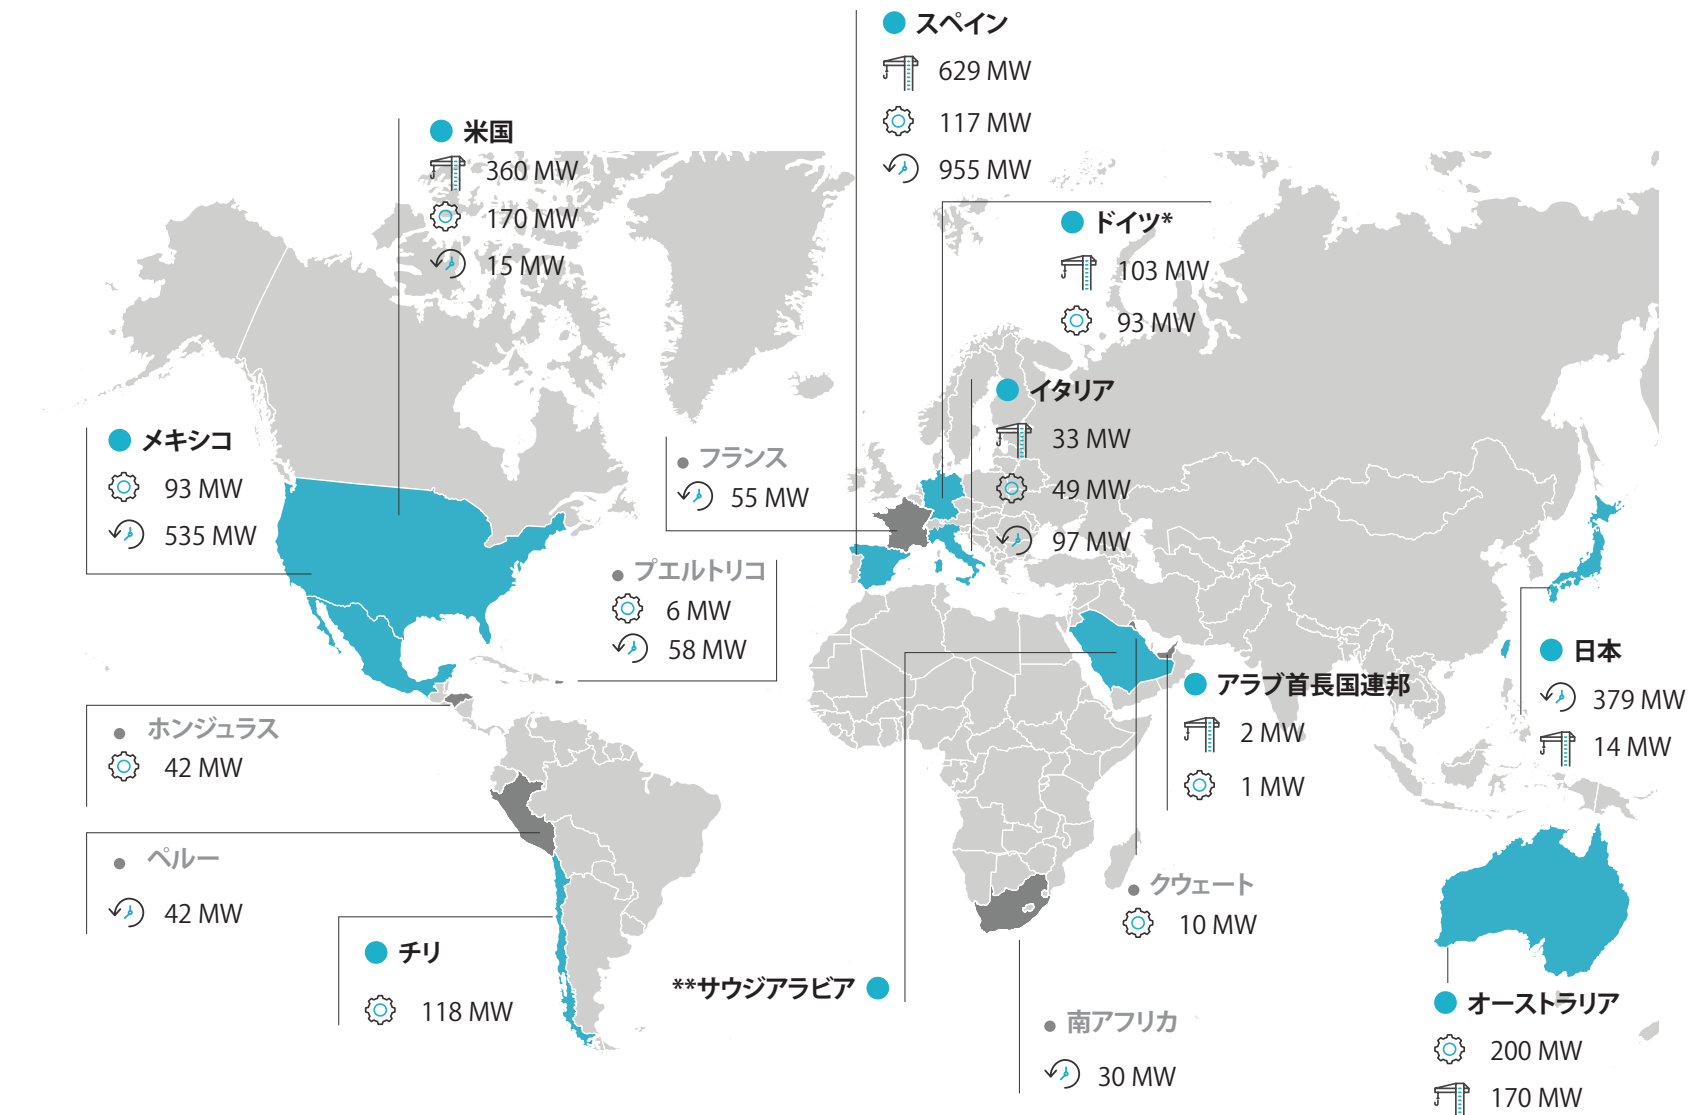 スペイン
629 MW
117 MW
955 MW
米国
360 MW
170 MW
15 MW
ドイツ*
103 MW
93 MW
イタリア
33 MW
49 MW
97 MW
メキシコ
93 MW
535 MW
フランス
55 MW
プエルトリコ
6 MW
58 MW
日本
379 MW
14 MW
アラブ首長国連邦
2 MW
1 MW
ホンジュラス
42 MW
ペルー
42 MW
クウェート
10 MW
チリ
118 MW
**サウジアラビア
南アフリカ
30 MW
オーストラリア
200 MW
170 MW